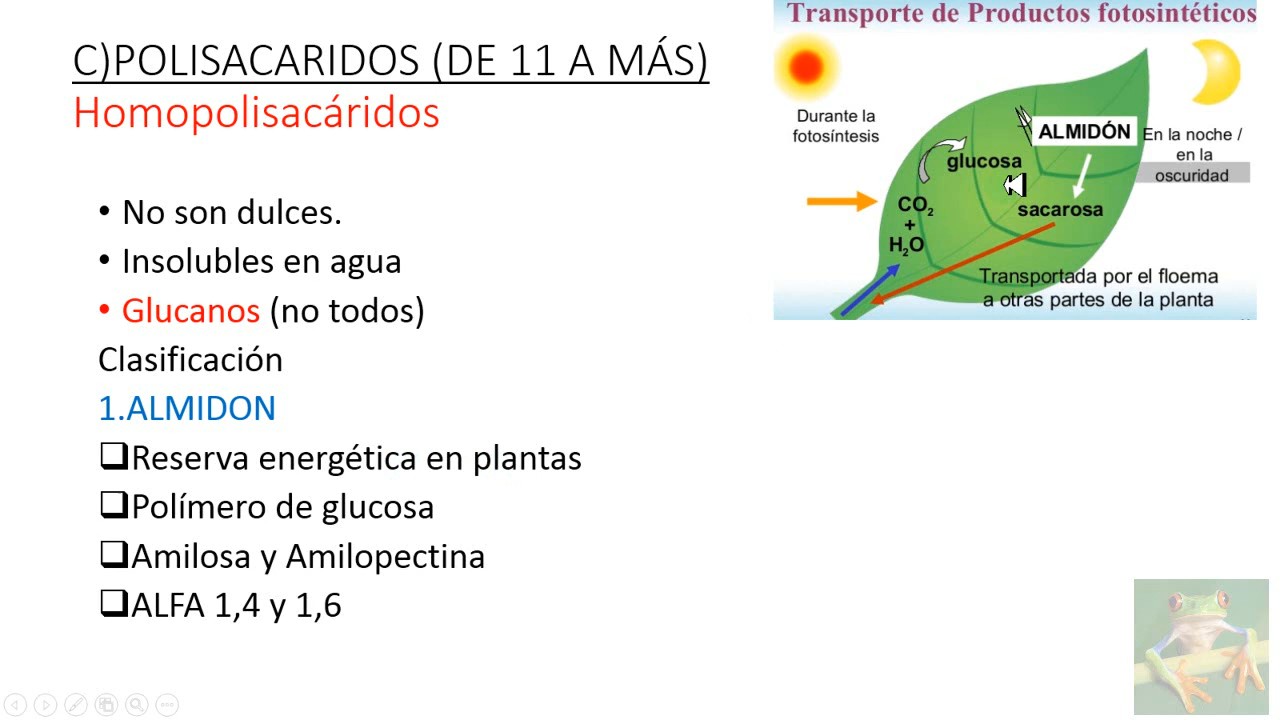 C)POLISACARIDOS (DE 11 A MÁS)
Homopolisacáridos
• No son dulces.
• Insolubles en agua
• Glucanos (no todos)
Clasificación
1.ALMIDON
❑Reserva energética en plantas
❑Polímero de glucosa
❑Amilosa y Amilopectina
❑ALFA 1,4 y 1,6
Transporte de Productos fotosintéticos
Durante la
fotosíntesis
ALMIDÓN
En la noche /
en la
oscuridad
glucosa
CO₂
+
H₂O
sacarosa
Transportada por el floema
a otras partes de la planta